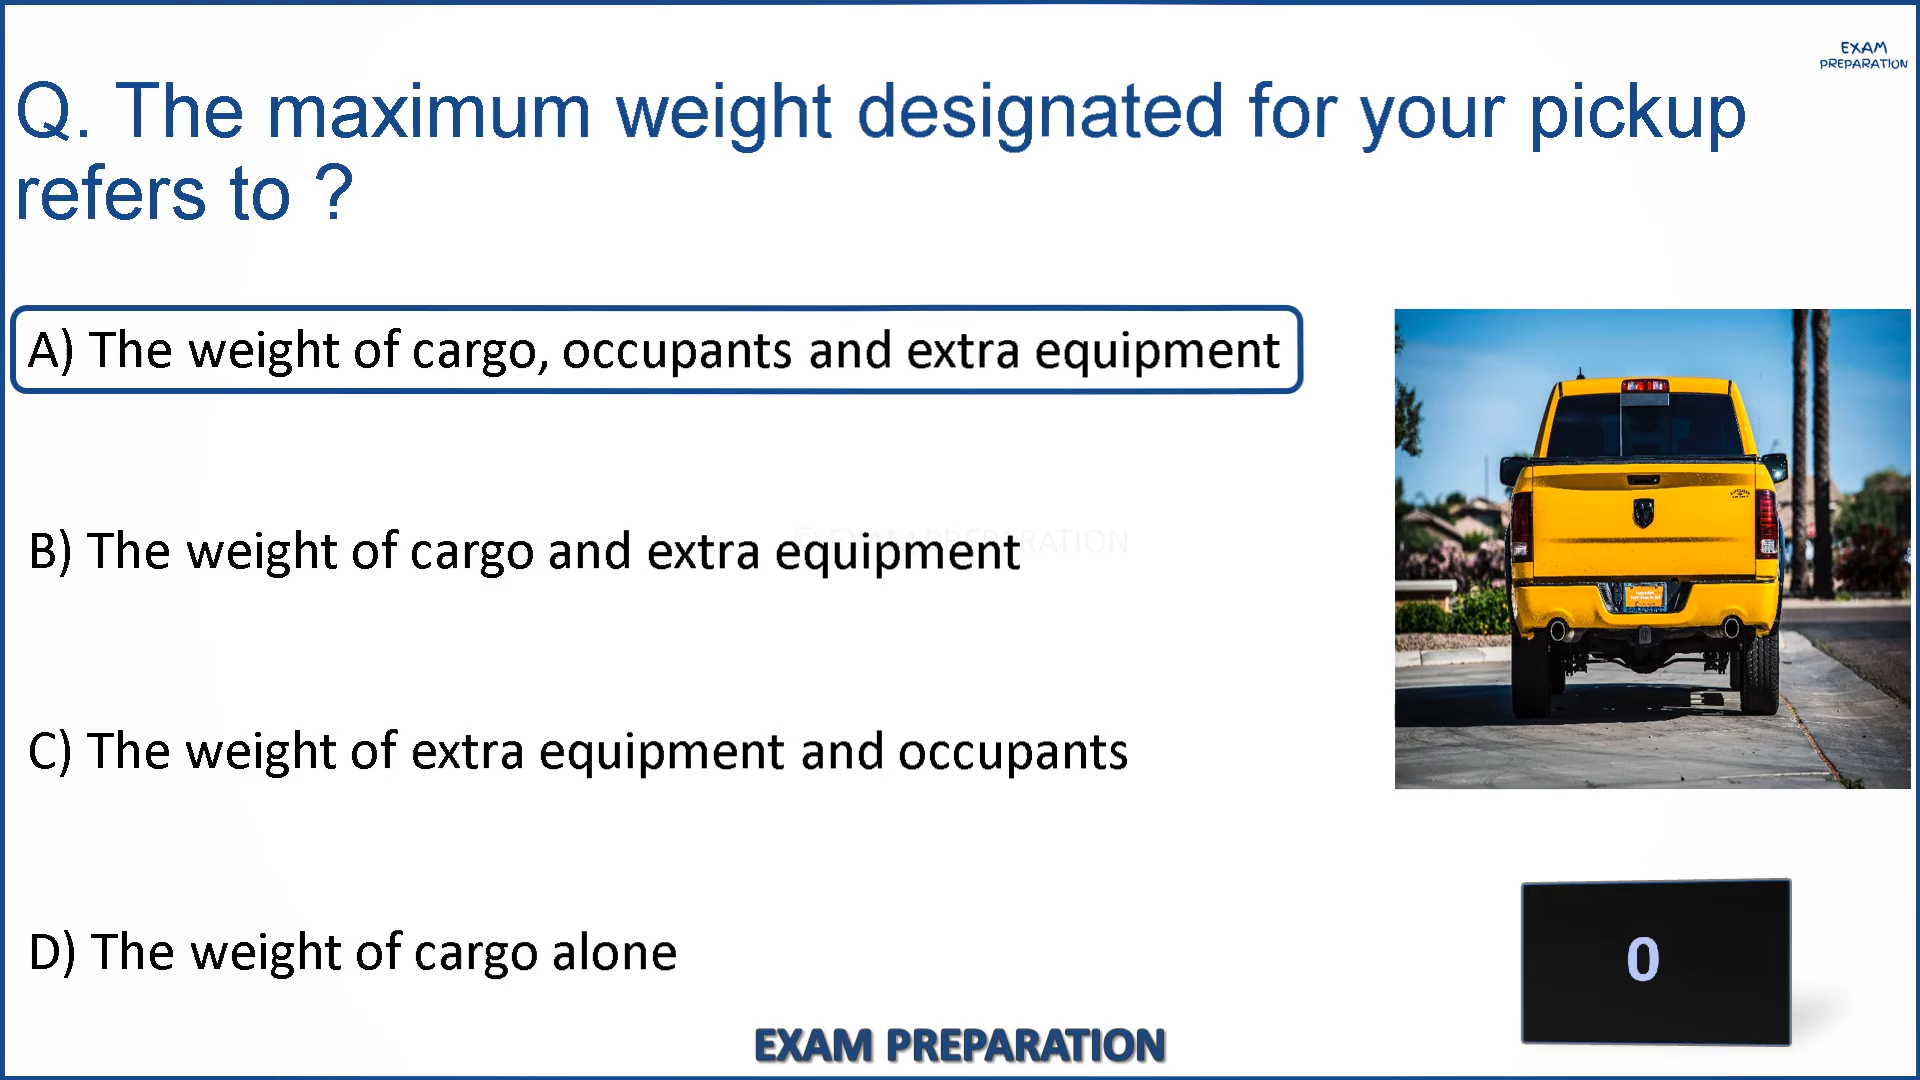 EXAM
PREPARATION
Q. The maximum weight designated for your pickup
refers to ?
A) The weight of cargo, occupants and extra equipment
B) The weight of cargo and extra equipment
© EXAM PREPARATION
C) The weight of extra equipment and occupants
D) The weight of cargo alone
0
EXAM PREPARATION